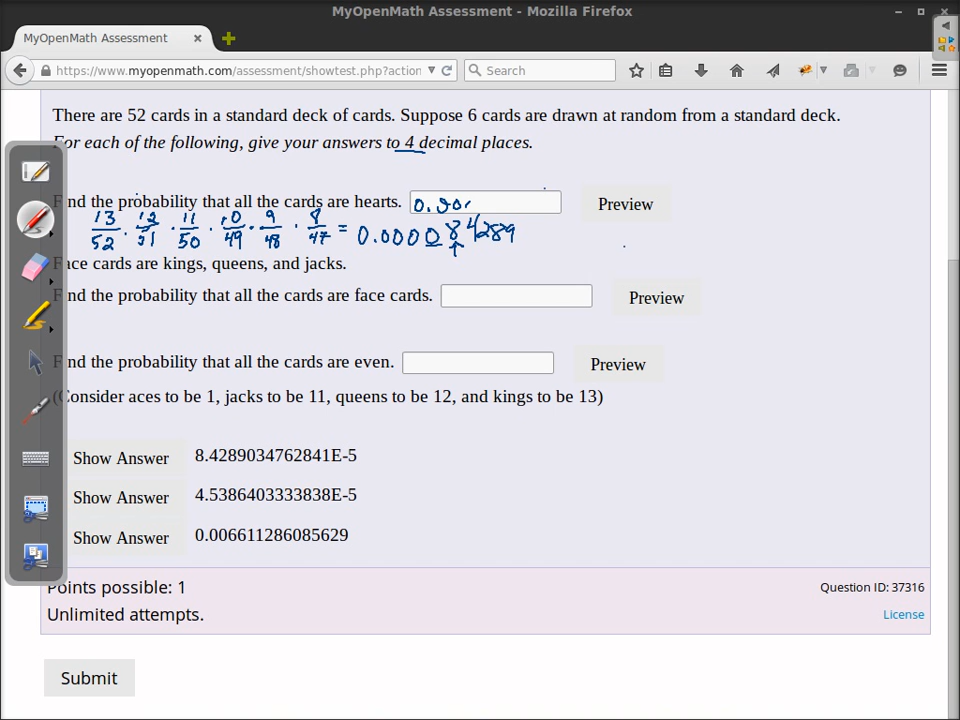 MyOpenMath Assessment - Mozilla Firefox
MyOpenMath Assessment
https://www.myopenmath.com/assessment/showtest.php?action
Search
There are 52 cards in a standard deck of cards. Suppose 6 cards are drawn at random from a standard deck.
For each of the following, give your answers to 4 decimal places.
Find the probability that all the cards are hearts. Preview
13/52 · 12/51 · 11/50 · 10/49 · 9/48 · 8/47 = 0.000084289
Face cards are kings, queens, and jacks.
Find the probability that all the cards are face cards. Preview
Find the probability that all the cards are even. Preview
(Consider aces to be 1, jacks to be 11, queens to be 12, and kings to be 13)
Show Answer 8.4289034762841E-5
Show Answer 4.5386403333838E-5
Show Answer 0.006611286085629
Points possible: 1
Question ID: 37316
Unlimited attempts.
License
Submit